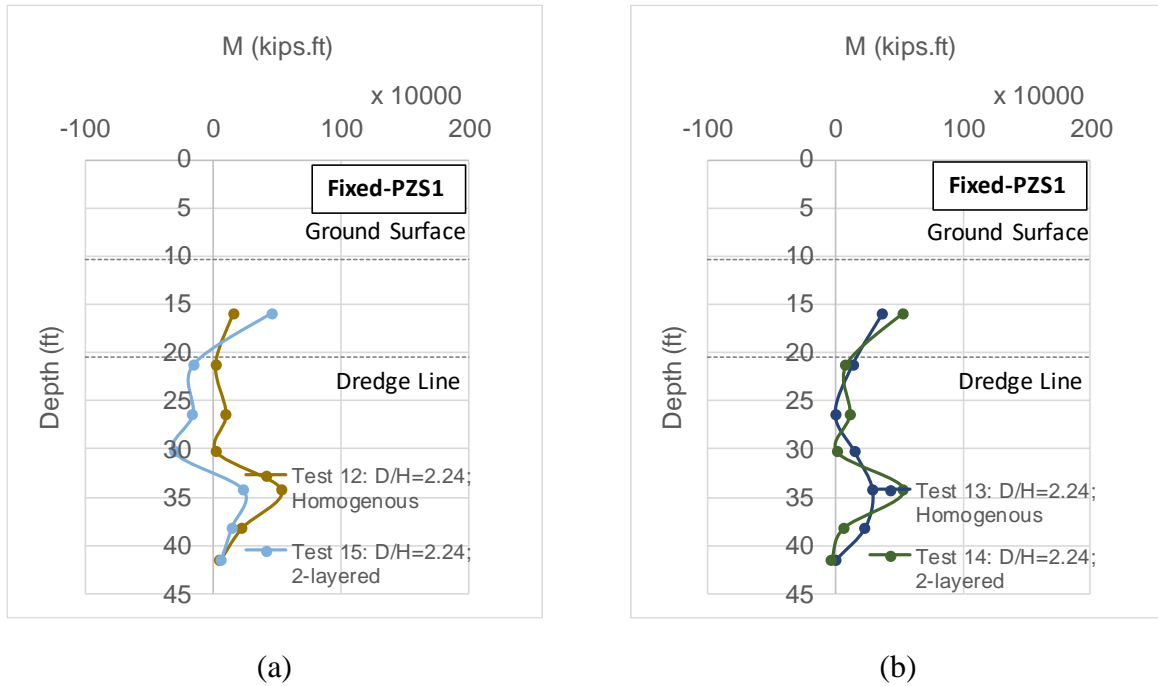 M (kips.ft)
x 10000
-100 0 100 200
0
5
10
15
20
25
30
35
40
45
Depth (ft)
Fixed-PZS1
Ground Surface
Dredge Line
Test 12: D/H=2.24;
Homogenous
Test 15: D/H=2.24;
2-layered
(a)
M (kips.ft)
x 10000
-100 0 100 200
0
5
10
15
20
25
30
35
40
45
Depth (ft)
Fixed-PZS1
Ground Surface
Dredge Line
Test 13: D/H=2.24;
Homogenous
Test 14: D/H=2.24;
2-layered
(b)